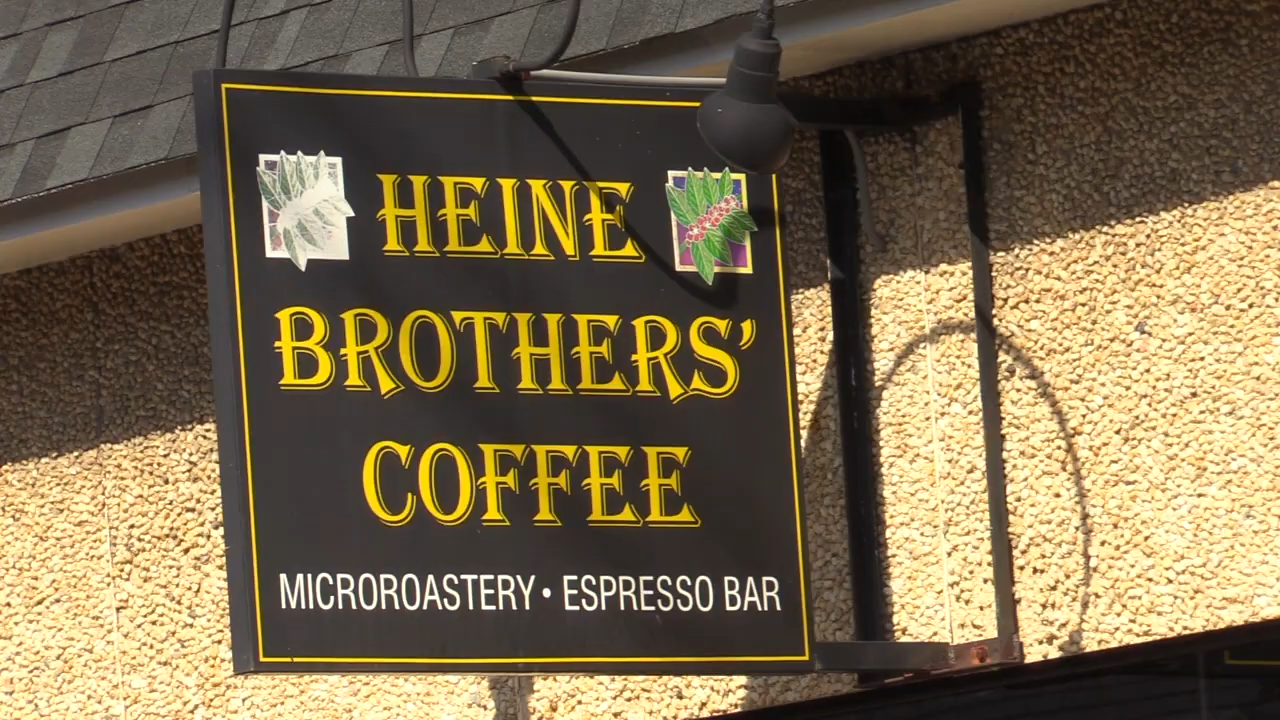 HEINE
BROTHERS'
COFFEE
MICROROASTERY • ESPRESSO BAR